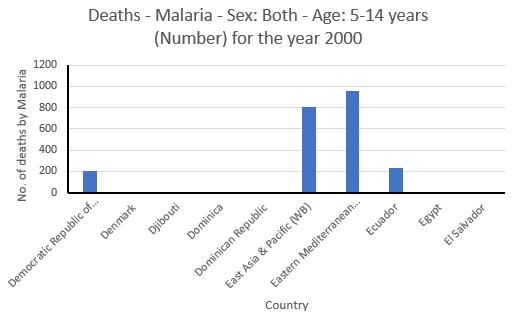 Deaths - Malaria - Sex: Both - Age: 5-14 years
(Number) for the year 2000
No. of deaths by Malaria
1200
1000
800
600
400
200
0
Democratic Republic of...
Denmark
Djibouti
Dominica
Dominican Republic
East Asia & Pacific (WB)
Eastern Mediterranean...
Ecuador
Egypt
El Salvador
Country